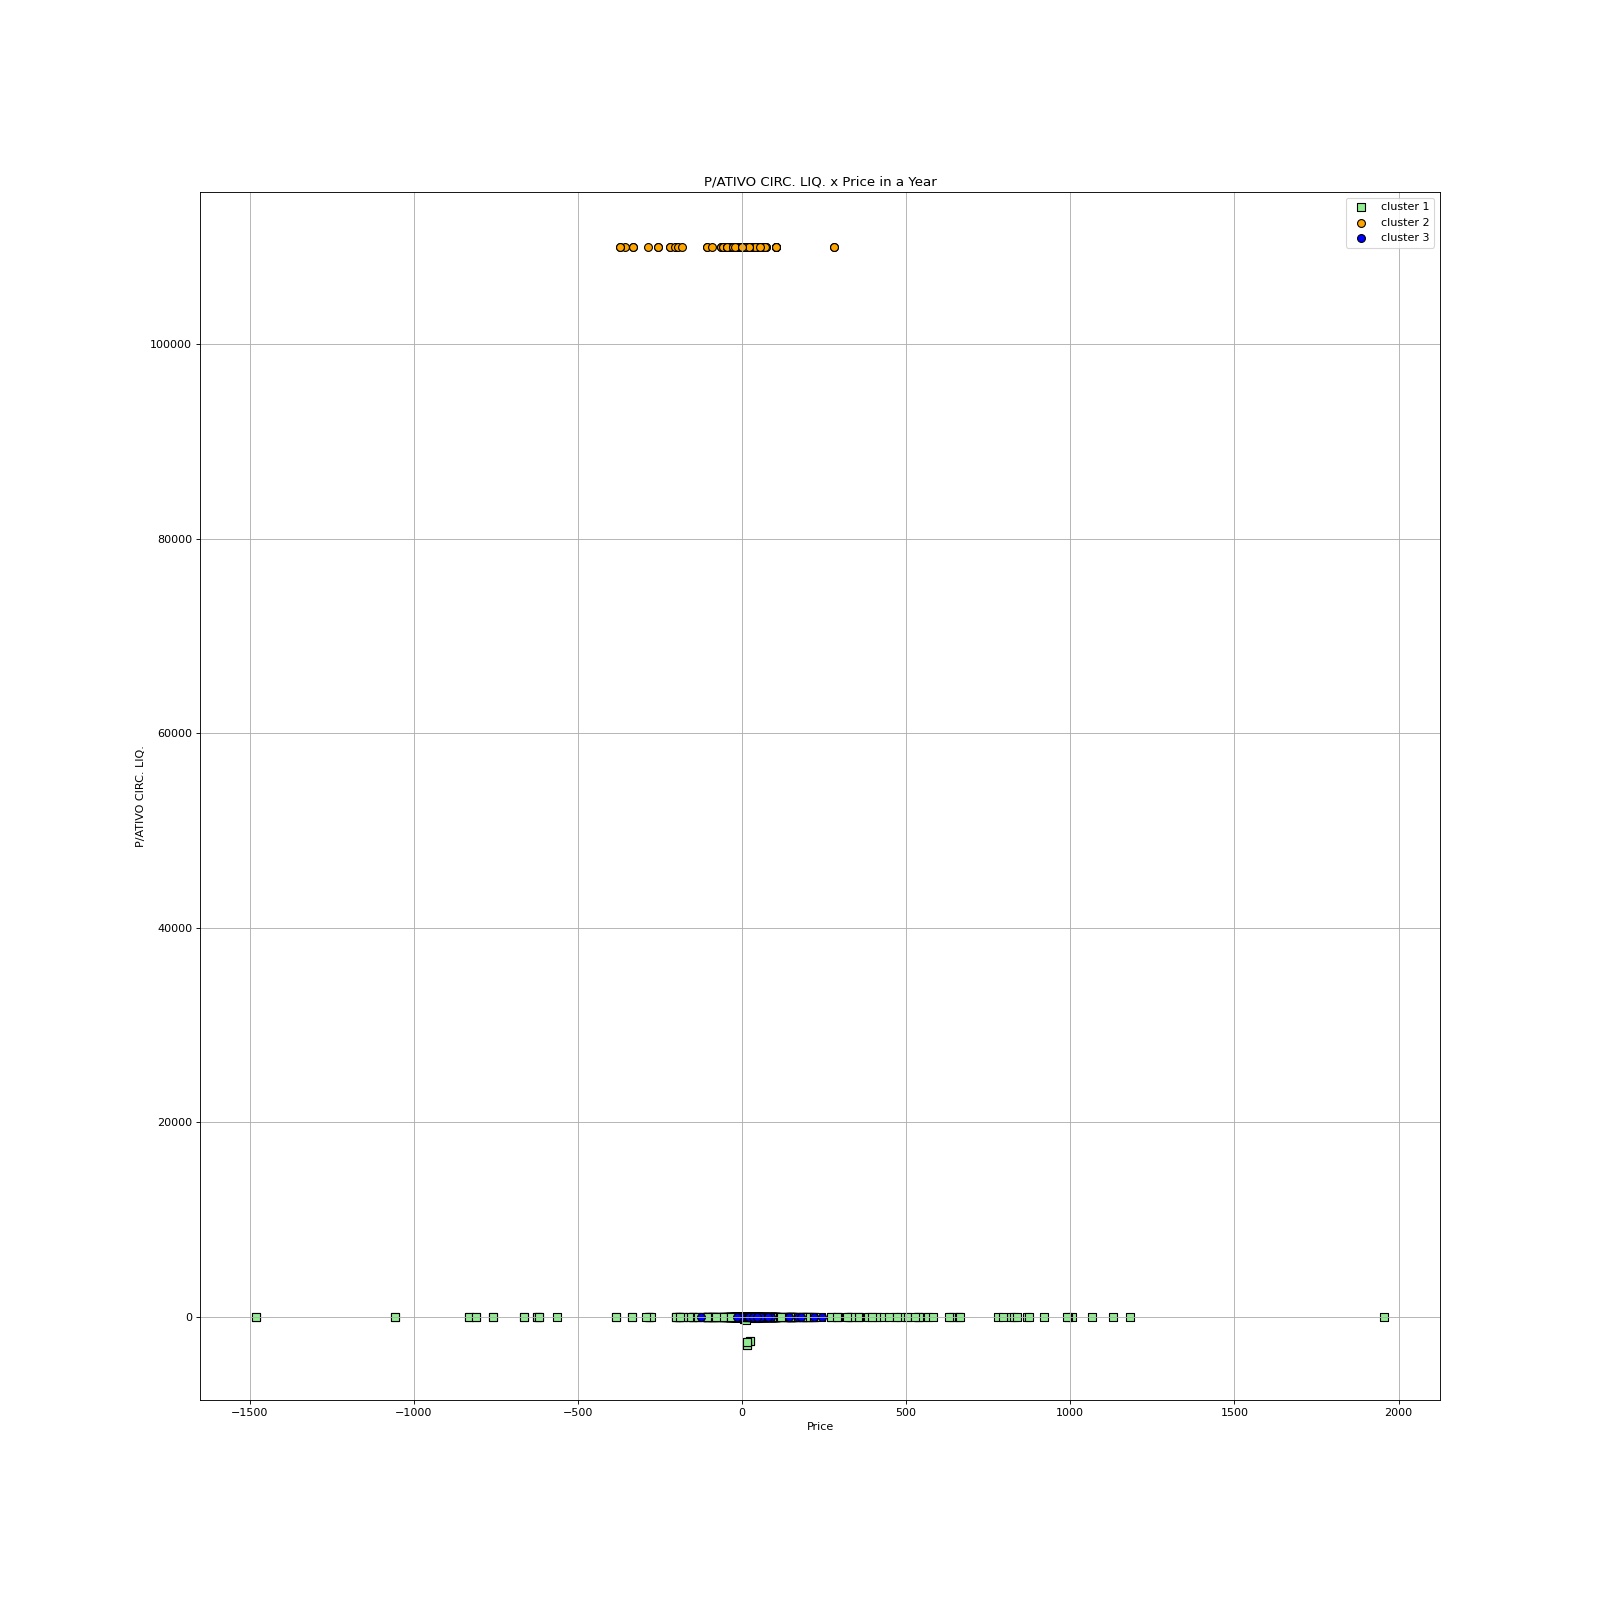 P/ATIVO CIRC. LIQ. x Price in a Year
cluster 1
cluster 2
cluster 3
100000
80000
60000
40000
20000
0
P/ATIVO CIRC. LIQ.
−1500
−1000
−500
0
500
1000
1500
2000
Price